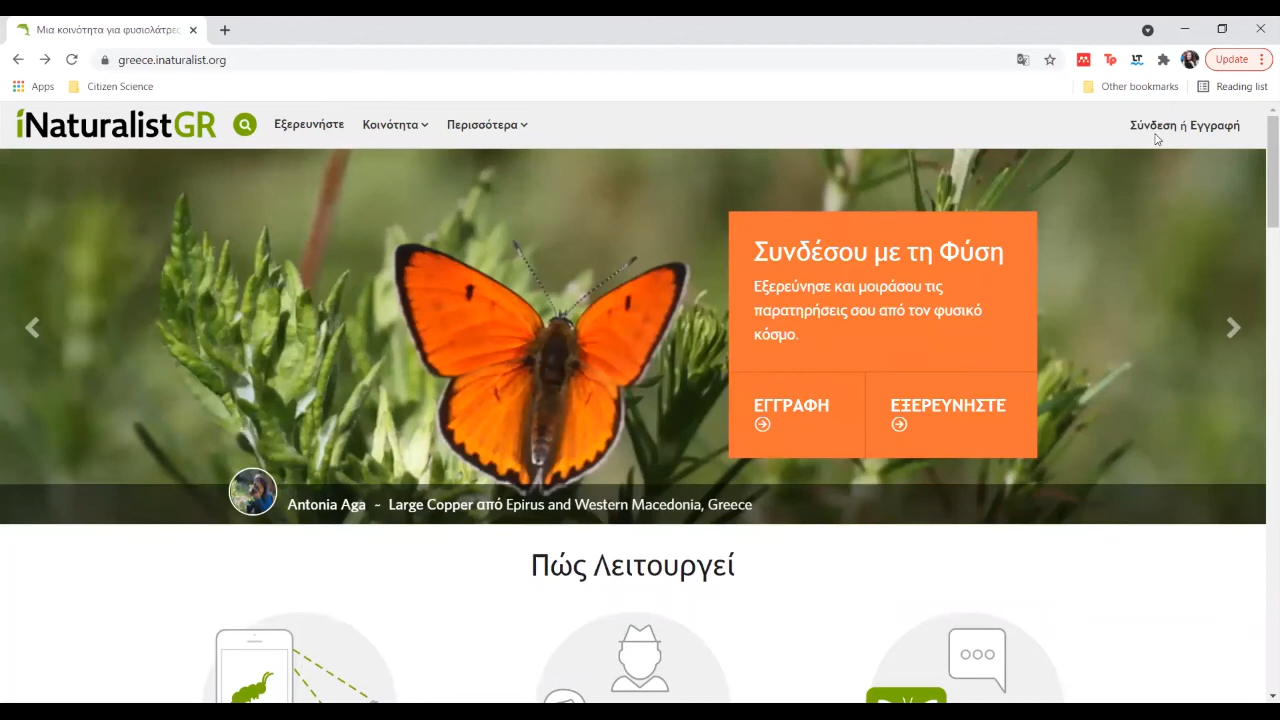 Μια κοινότητα για φυσιολάτρες
greece.inaturalist.org
Update
Apps
Citizen Science
Other bookmarks
Reading list
iNaturalistGR
Εξερευνήστε
Κοινότητα
Περισσότερα
Σύνδεση ή Εγγραφή
Συνδέσου με τη Φύση
Εξερεύνησε και μοιράσου τις
παρατηρήσεις σου από τον φυσικό
κόσμο.
ΕΓΓΡΑΦΗ
ΕΞΕΡΕΥΝΗΣΤΕ
Antonia Aga ~ Large Copper από Epirus and Western Macedonia, Greece
Πώς Λειτουργεί